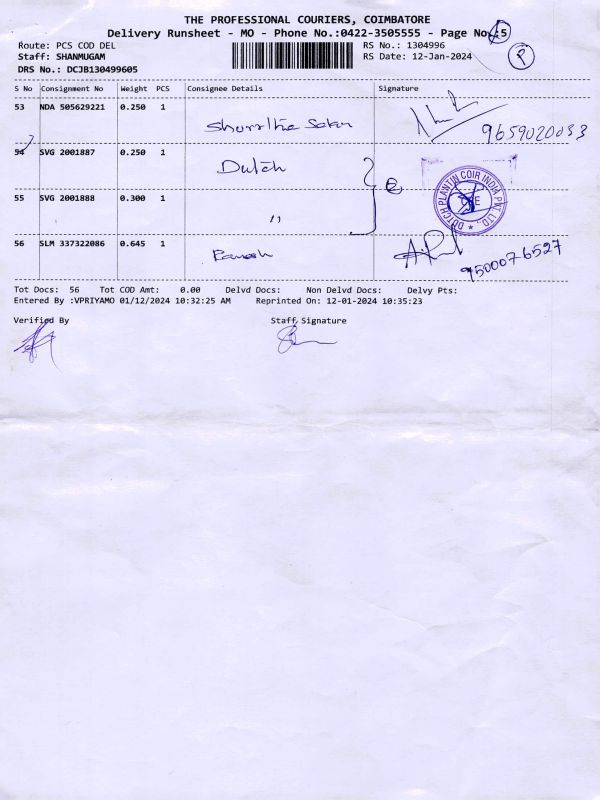 THE PROFESSIONAL COURIERS, COIMBATORE
Delivery Runsheet - MO - Phone No.:0422-3505555 - Page No.:5
Route: PCS COD DEL RS No.: 1304996
Staff: SHANMUGAM RS Date: 12-Jan-2024
DRS No.: DCJB130499605
P
S No Consignment No Weight PCS Consignee Details Signature
53 NDA 505629221 0.250 1
9659020033
54 SVG 2001887 0.250 1 Dutch
55 SVG 2001888 0.300 1 "
DUTCH PLANTIN COIR INDIA PVT. LTD.
56 SLM 337322086 0.645 1
9500076527
Tot Docs: 56 Tot COD Amt: 0.00 Delvd Docs: Non Delvd Docs: Delvy Pts:
Entered By :VPRIYAMO 01/12/2024 10:32:25 AM Reprinted On: 12-01-2024 10:35:23
Verified By Staff Signature